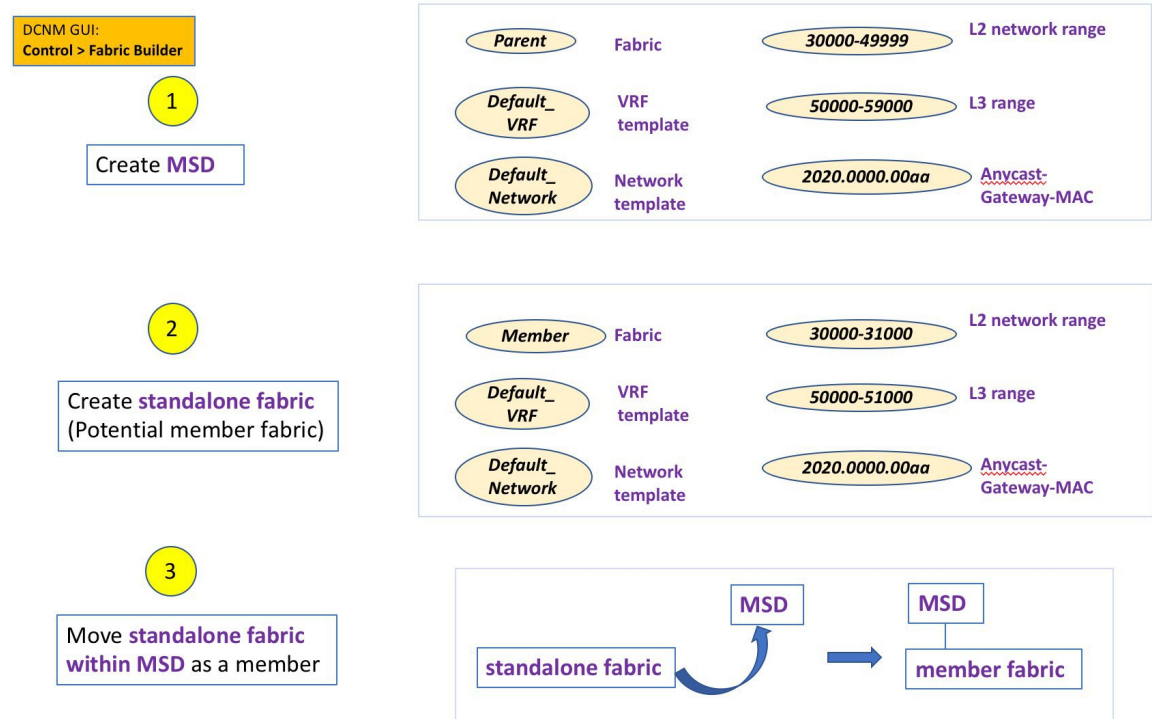 DCNM GUI:
Control > Fabric Builder
1
Create MSD
Parent
Fabric
30000-49999
L2 network range
Default_
VRF
VRF
template
50000-59000
L3 range
Default_
Network
Network
template
2020.0000.00aa
Anycast-
Gateway-MAC
2
Create standalone fabric
(Potential member fabric)
Member
Fabric
30000-31000
L2 network range
Default_
VRF
VRF
template
50000-51000
L3 range
Default_
Network
Network
template
2020.0000.00aa
Anycast-
Gateway-MAC
3
Move standalone fabric
within MSD as a member
standalone fabric
MSD
MSD
member fabric